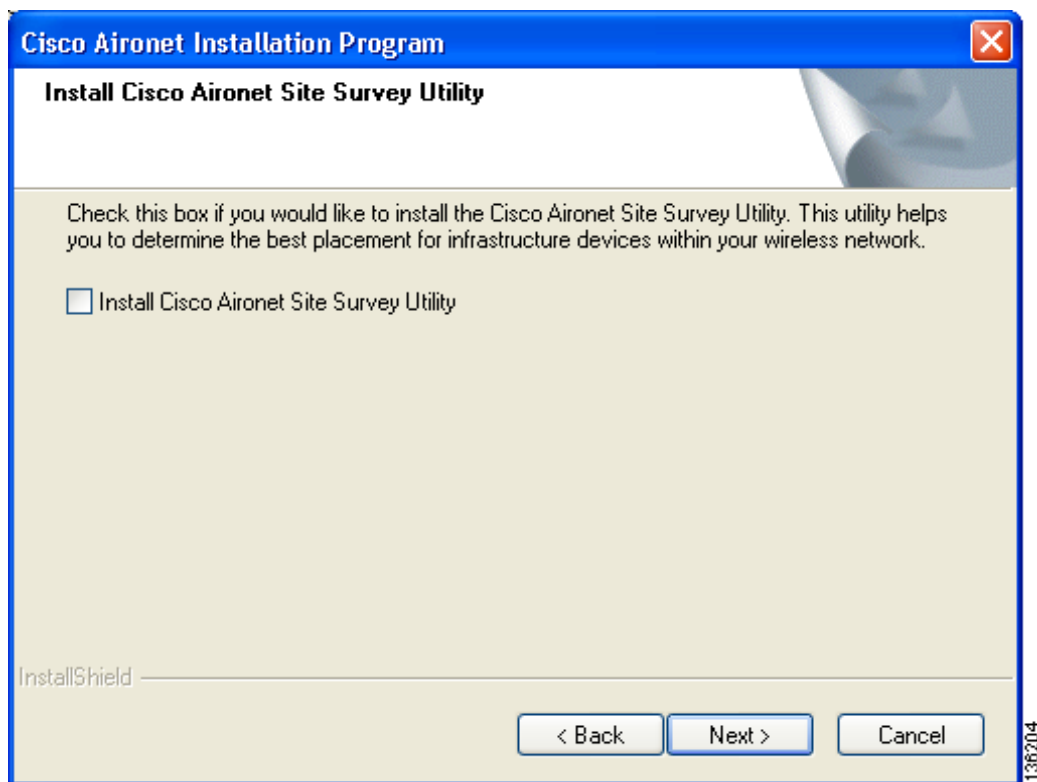 Cisco Aironet Installation Program
Install Cisco Aironet Site Survey Utility
Check this box if you would like to install the Cisco Aironet Site Survey Utility. This utility helps
you to determine the best placement for infrastructure devices within your wireless network.
Install Cisco Aironet Site Survey Utility
InstallShield
< Back
Next >
Cancel
136204